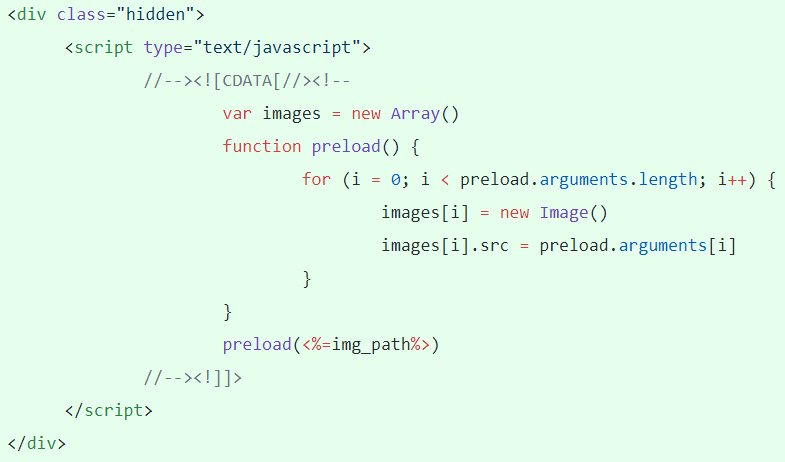 <div class="hidden">
<script type="text/javascript">
//--><![CDATA[//><!--
var images = new Array()
function preload() {
for (i = 0; i < preload.arguments.length; i++) {
images[i] = new Image()
images[i].src = preload.arguments[i]
}
}
preload(<%=img_path%>)
//--><!]]>
</script>
</div>